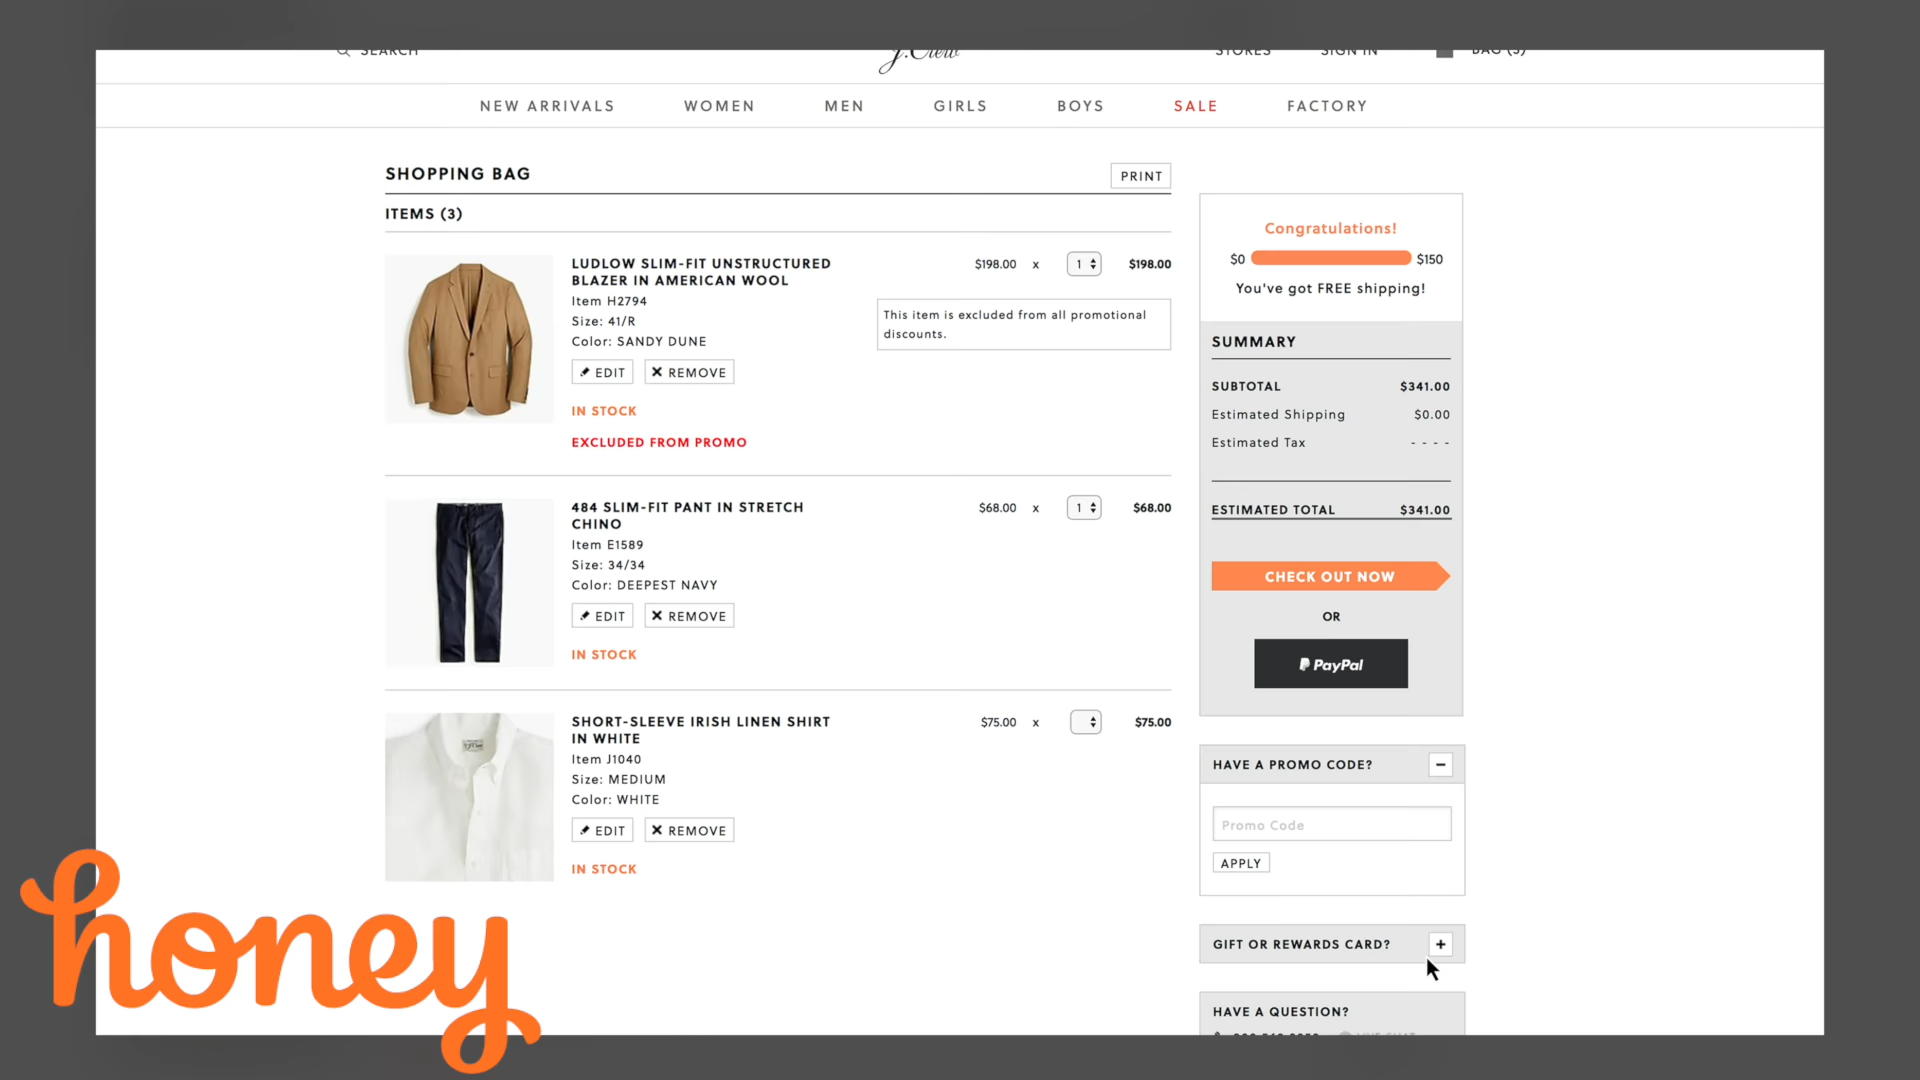 SEARCH
J.Crew
STORES
SIGN IN
BAG (3)
NEW ARRIVALS
WOMEN
MEN
GIRLS
BOYS
SALE
FACTORY
SHOPPING BAG
PRINT
ITEMS (3)
LUDLOW SLIM-FIT UNSTRUCTURED
BLAZER IN AMERICAN WOOL
Item H2794
Size: 41/R
Color: SANDY DUNE
EDIT
REMOVE
IN STOCK
EXCLUDED FROM PROMO
$198.00 x 1 $198.00
This item is excluded from all promotional
discounts.
484 SLIM-FIT PANT IN STRETCH
CHINO
Item E1589
Size: 34/34
Color: DEEPEST NAVY
EDIT
REMOVE
IN STOCK
$68.00 x 1 $68.00
SHORT-SLEEVE IRISH LINEN SHIRT
IN WHITE
Item J1040
Size: MEDIUM
Color: WHITE
EDIT
REMOVE
IN STOCK
$75.00 x $75.00
Congratulations!
$0 $150
You've got FREE shipping!
SUMMARY
SUBTOTAL $341.00
Estimated Shipping $0.00
Estimated Tax - - - -
ESTIMATED TOTAL $341.00
CHECK OUT NOW
OR
PayPal
HAVE A PROMO CODE?
Promo Code
APPLY
GIFT OR REWARDS CARD?
HAVE A QUESTION?
honey